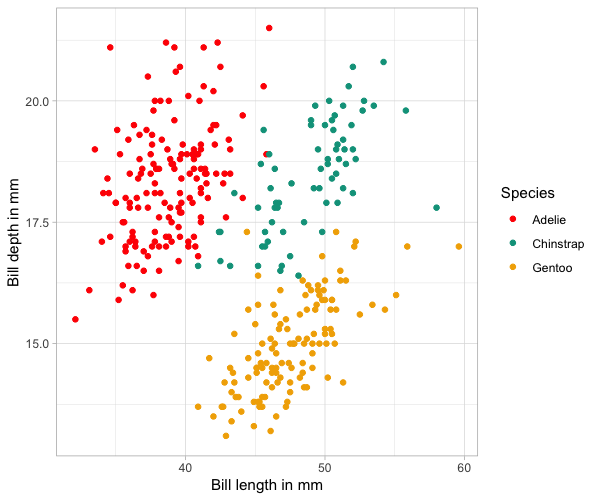 Bill depth in mm
20.0
17.5
15.0
40
50
60
Bill length in mm
Species
Adelie
Chinstrap
Gentoo